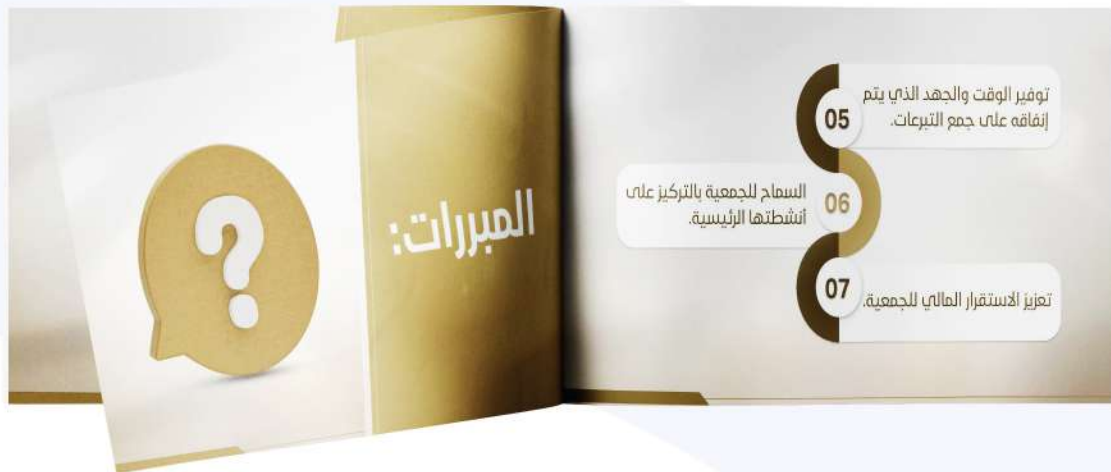 المبررات:
05
توفير الوقت والجهد الذي يتم
إنفاقه على جمع التبرعات.
06
السماح للجمعية بالتركيز على
أنشطتها الرئيسية.
07
تعزيز الاستقرار المالي للجمعية.